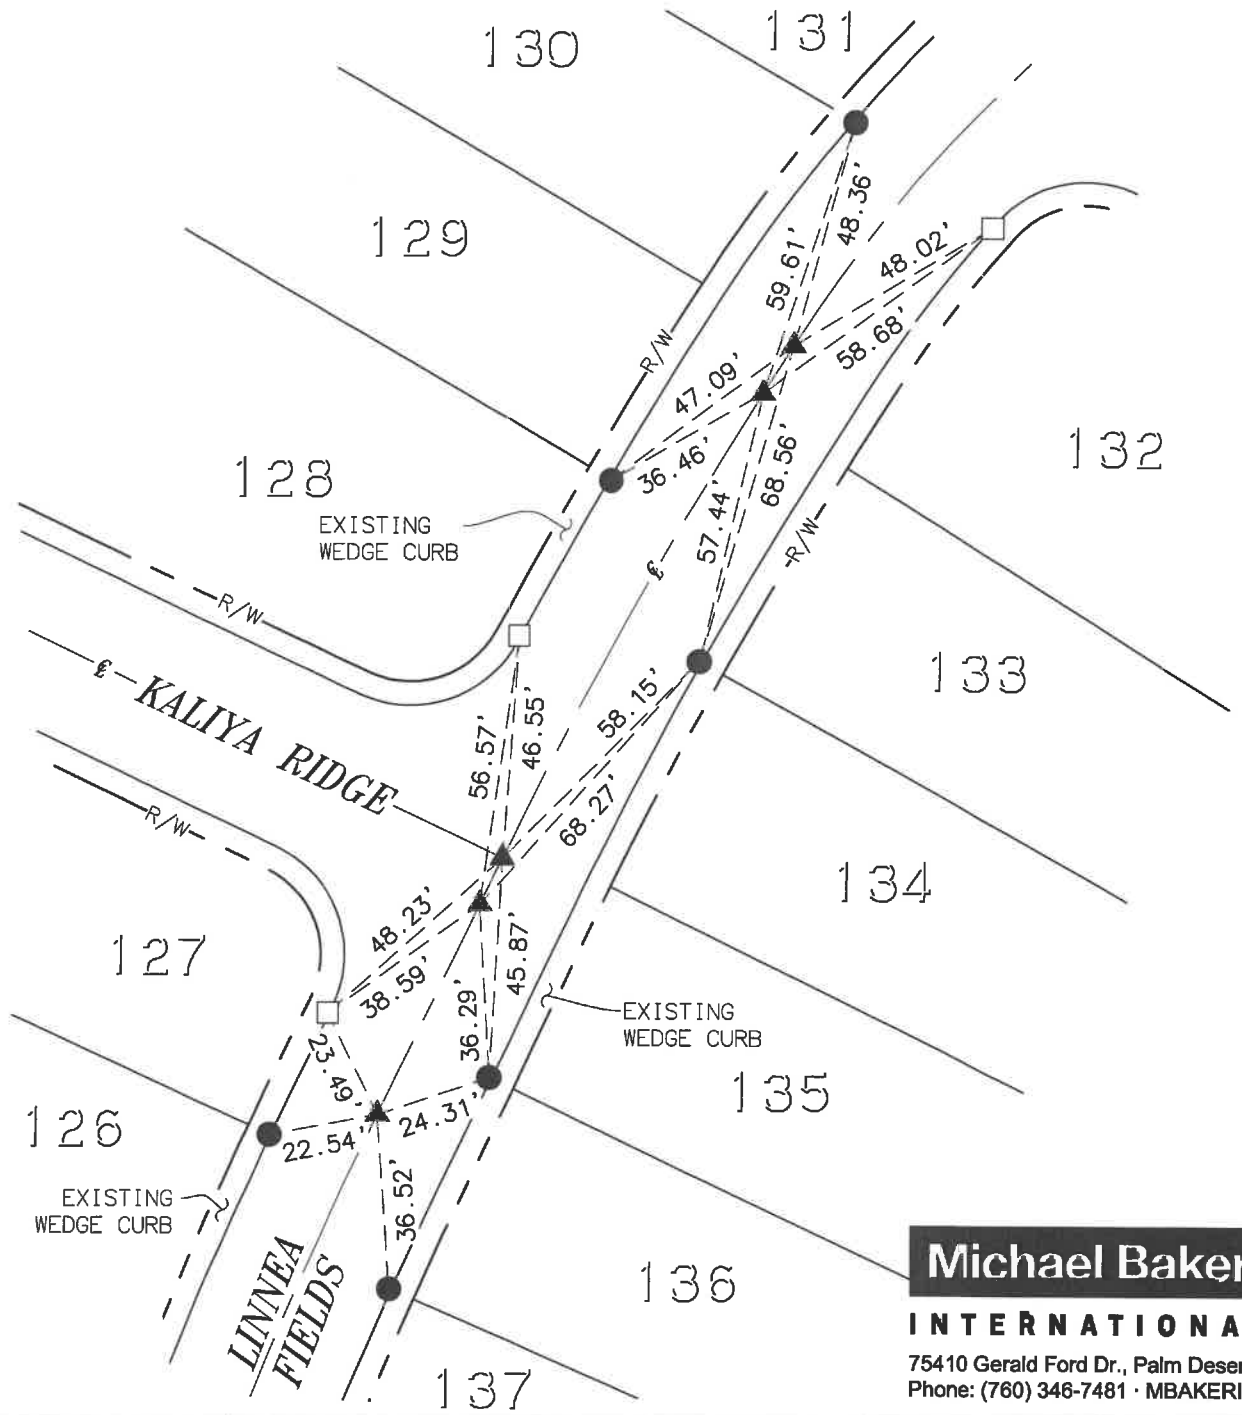 131
130
48.36'
129
59.61'
48.02'
58.68'
R/W
47.09'
132
36.46'
68.56'
128
57.44'
EXISTING
WEDGE CURB
R/W
℄
R/W
133
℄ KALIYA RIDGE
58.15'
56.57'
46.55'
68.27'
R/W
134
48.23'
127
45.87'
38.59'
36.29'
EXISTING
WEDGE CURB
23.49'
135
126
24.31'
22.54'
36.52'
EXISTING
WEDGE CURB
LINNEA
FIELDS
136
137
Michael Baker
INTERNATIONA
75410 Gerald Ford Dr., Palm Deser
Phone: (760) 346-7481 · MBAKERI